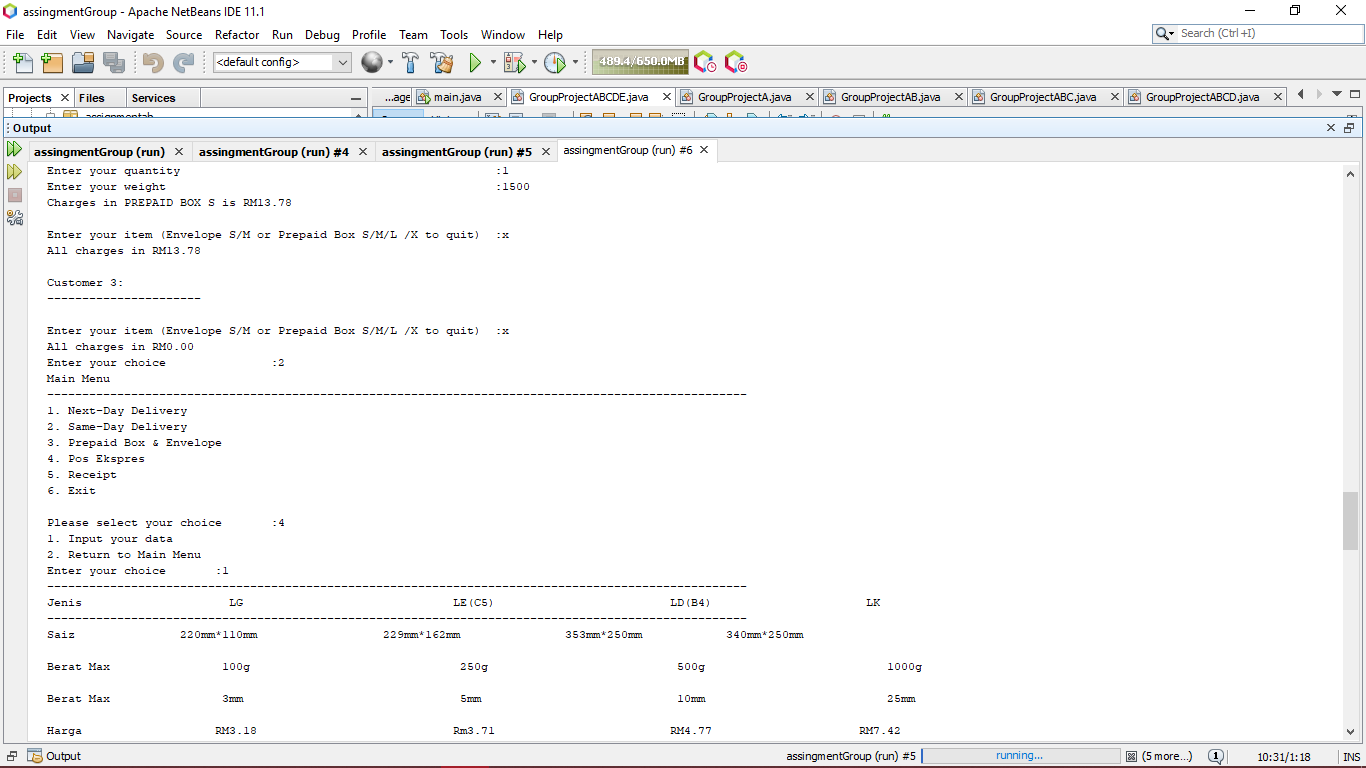 assingmentGroup - Apache NetBeans IDE 11.1
File Edit View Navigate Source Refactor Run Debug Profile Team Tools Window Help
Search (Ctrl+I)
<default config>
489.4/650.0MB
Projects Files Services
...age main.java GroupProjectABCDE.java GroupProjectA.java GroupProjectAB.java GroupProjectABC.java GroupProjectABCD.java
assignmentab
Output
assingmentGroup (run) assingmentGroup (run) #4 assingmentGroup (run) #5 assingmentGroup (run) #6
Enter your quantity :1
Enter your weight :1500
Charges in PREPAID BOX S is RM13.78
Enter your item (Envelope S/M or Prepaid Box S/M/L /X to quit) :x
All charges in RM13.78
Customer 3:
----------------------
Enter your item (Envelope S/M or Prepaid Box S/M/L /X to quit) :x
All charges in RM0.00
Enter your choice :2
Main Menu
----------------------------------------------------------------------------------------------------
1. Next-Day Delivery
2. Same-Day Delivery
3. Prepaid Box & Envelope
4. Pos Ekspres
5. Receipt
6. Exit
Please select your choice :4
1. Input your data
2. Return to Main Menu
Enter your choice :1
----------------------------------------------------------------------------------------------------
Jenis LG LE(C5) LD(B4) LK
----------------------------------------------------------------------------------------------------
Saiz 220mm*110mm 229mm*162mm 353mm*250mm 340mm*250mm
Berat Max 100g 250g 500g 1000g
Berat Max 3mm 5mm 10mm 25mm
Harga RM3.18 Rm3.71 RM4.77 RM7.42
Output assingmentGroup (run) #5 running... (5 more...) 1 10:31/1:18 INS